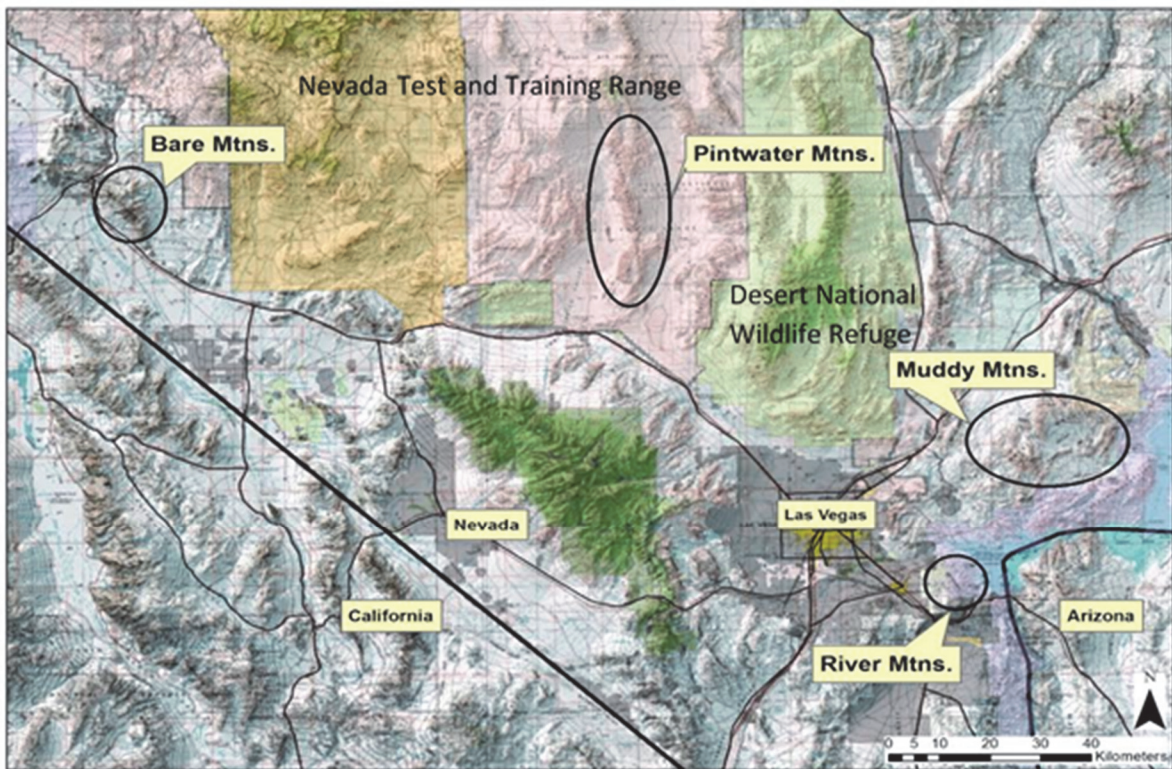 Nevada Test and Training Range
Bare Mtns.
Pintwater Mtns.
Desert National
Wildlife Refuge
Muddy Mtns.
Las Vegas
Nevada
California
Arizona
River Mtns.
N
0 5 10 20 30 40
Kilometers